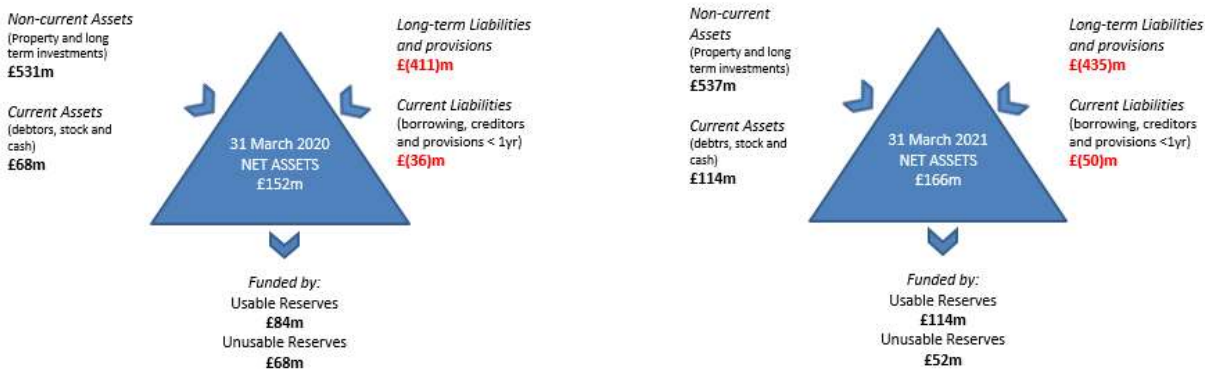 Non-current Assets
(Property and long
term investments)
£531m
Current Assets
(debtors, stock and
cash)
£68m
Long-term Liabilities
and provisions
£(411)m
Current Liabilities
(borrowing, creditors
and provisions < 1yr)
£(36)m
31 March 2020
NET ASSETS
£152m
Funded by:
Usable Reserves
£84m
Unusable Reserves
£68m
Non-current
Assets
(Property and long
term investments)
£537m
Current Assets
(debtrs, stock and
cash)
£114m
Long-term Liabilities
and provisions
£(435)m
Current Liabilities
(borrowing, creditors
and provisions <1yr)
£(50)m
31 March 2021
NET ASSETS
£166m
Funded by:
Usable Reserves
£114m
Unusable Reserves
£52m